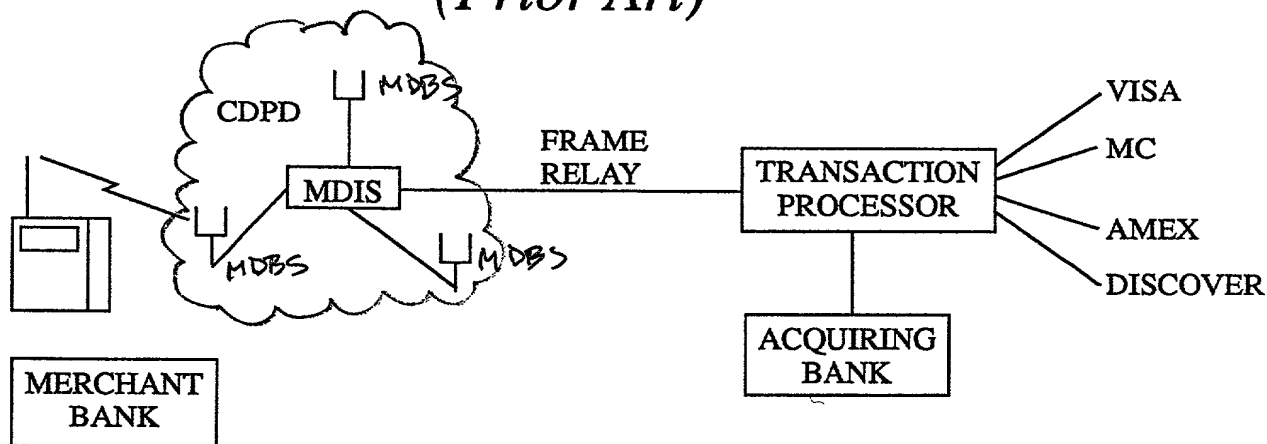 (Prior Art)
MDBS
CDPD
VISA
FRAME
RELAY
MC
MDIS
TRANSACTION
PROCESSOR
AMEX
MDBS
MDBS
DISCOVER
ACQUIRING
BANK
MERCHANT
BANK